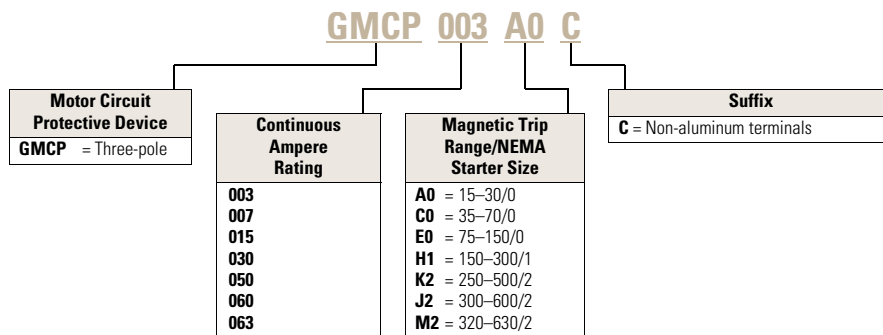 GMCP 003 A0 C
Motor Circuit
Protective Device
GMCP = Three-pole
Continuous
Ampere
Rating
003
007
015
030
050
060
063
Magnetic Trip
Range/NEMA
Starter Size
A0 = 15–30/0
C0 = 35–70/0
E0 = 75–150/0
H1 = 150–300/1
K2 = 250–500/2
J2 = 300–600/2
M2 = 320–630/2
Suffix
C = Non-aluminum terminals